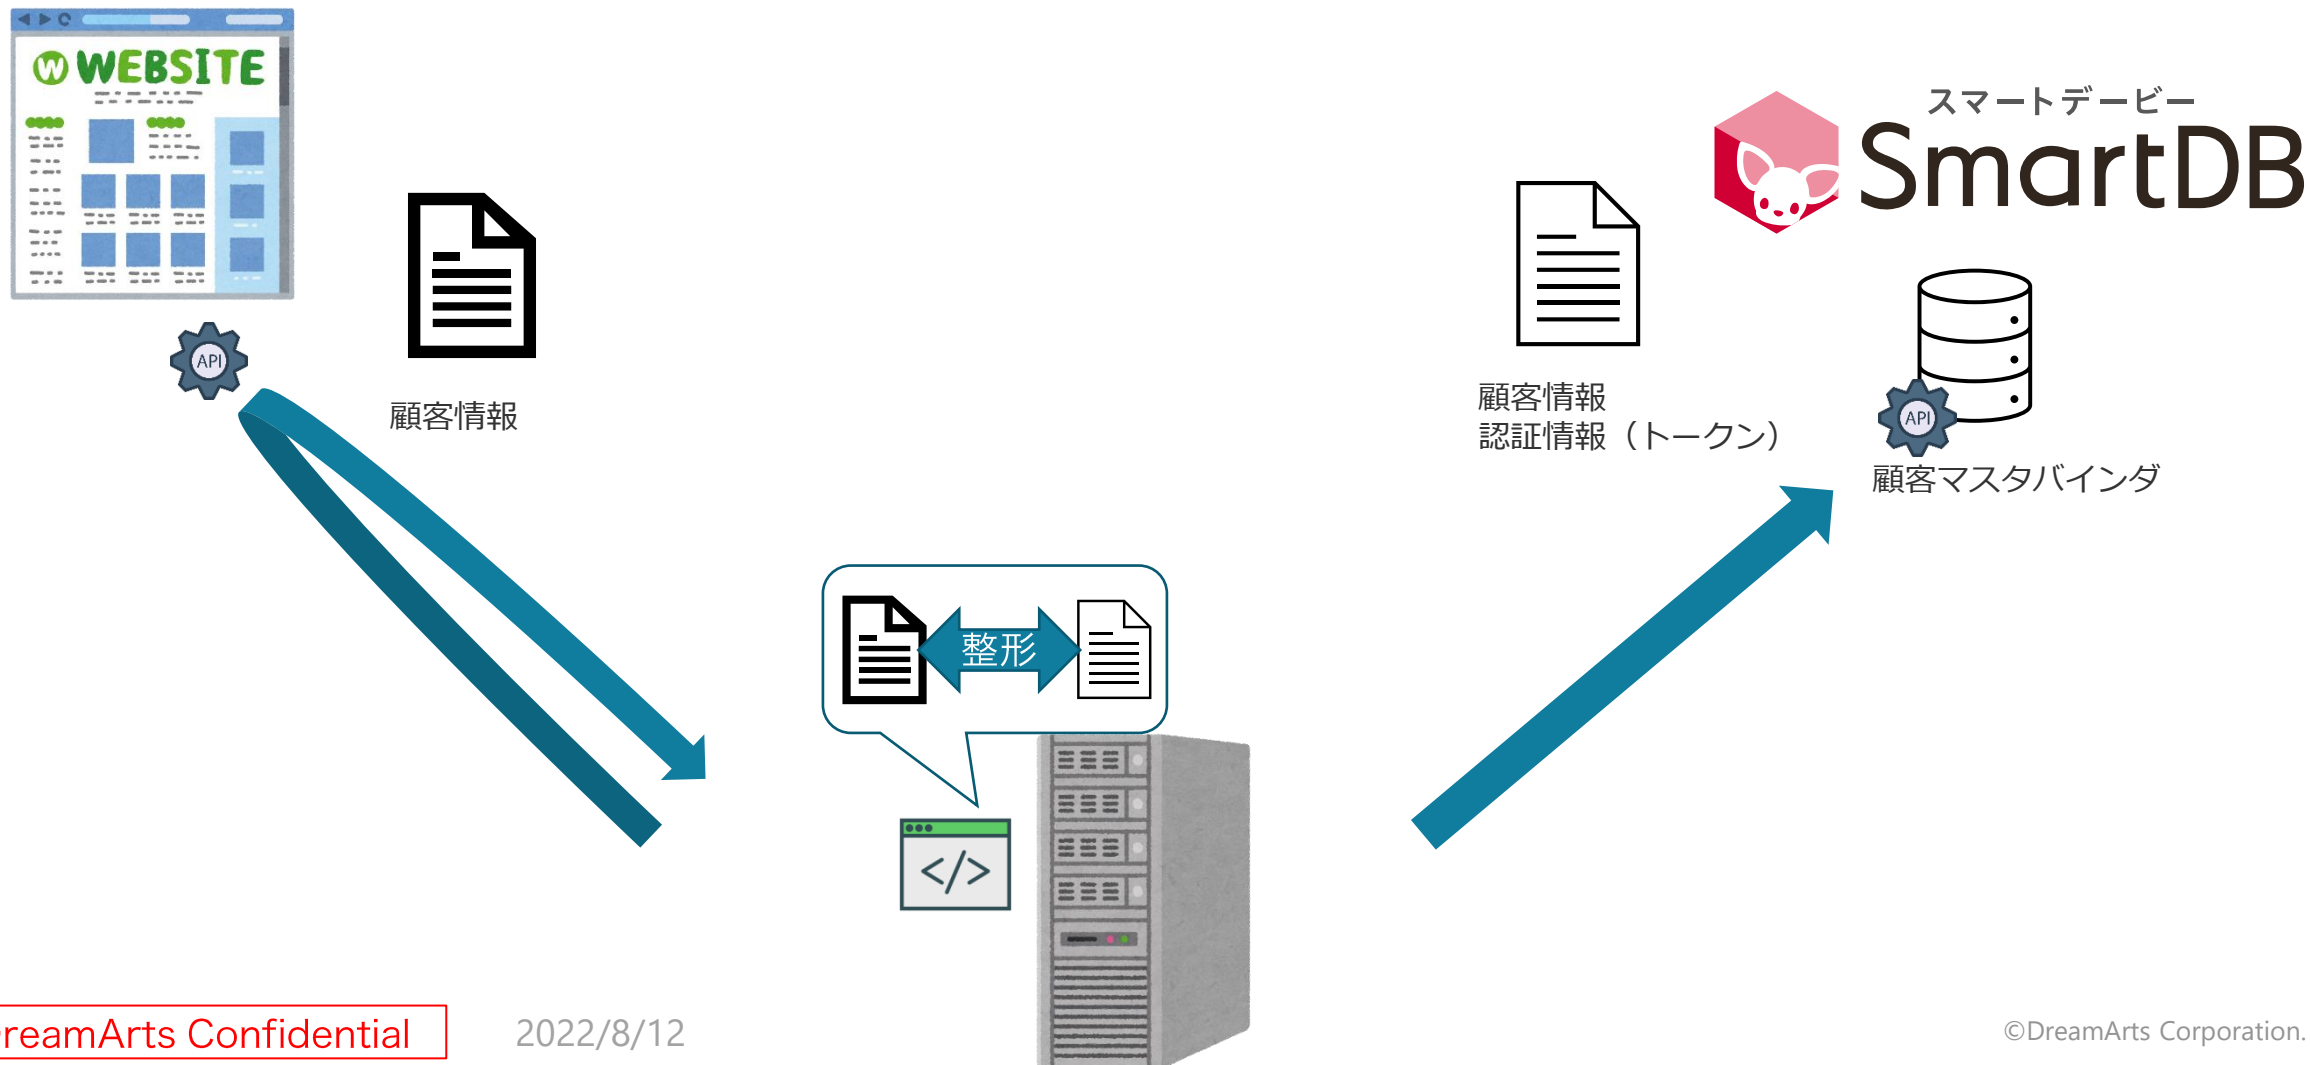 W WEBSITE
スマートデービー
SmartDB
API
顧客情報
顧客情報
認証情報（トークン）
API
顧客マスタバインダ
整形
</>
reamArts Confidential
2022/8/12
©DreamArts Corporation.